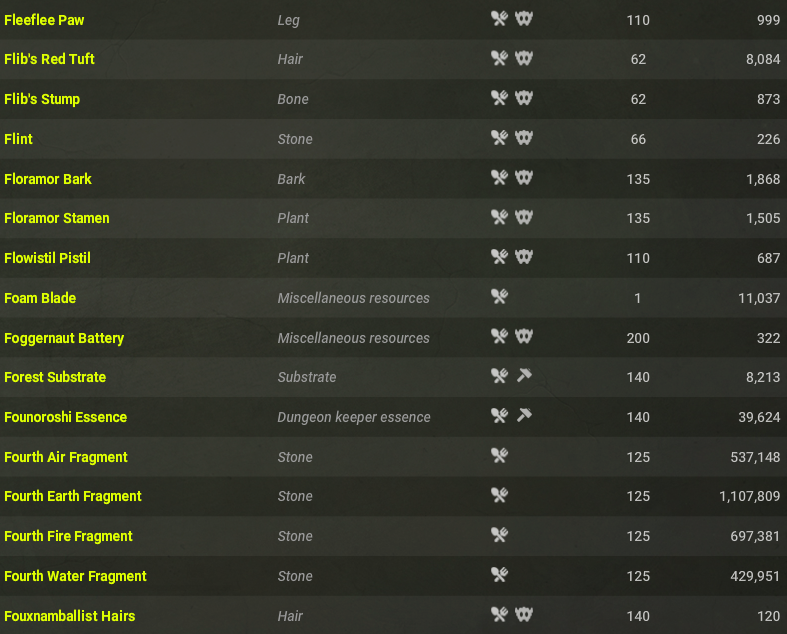 Fleeflee Paw Leg 110 999
Flib's Red Tuft Hair 62 8,084
Flib's Stump Bone 62 873
Flint Stone 66 226
Floramor Bark Bark 135 1,868
Floramor Stamen Plant 135 1,505
Flowistil Pistil Plant 110 687
Foam Blade Miscellaneous resources 1 11,037
Foggernaut Battery Miscellaneous resources 200 322
Forest Substrate Substrate 140 8,213
Founoroshi Essence Dungeon keeper essence 140 39,624
Fourth Air Fragment Stone 125 537,148
Fourth Earth Fragment Stone 125 1,107,809
Fourth Fire Fragment Stone 125 697,381
Fourth Water Fragment Stone 125 429,951
Fouxnamballist Hairs Hair 140 120